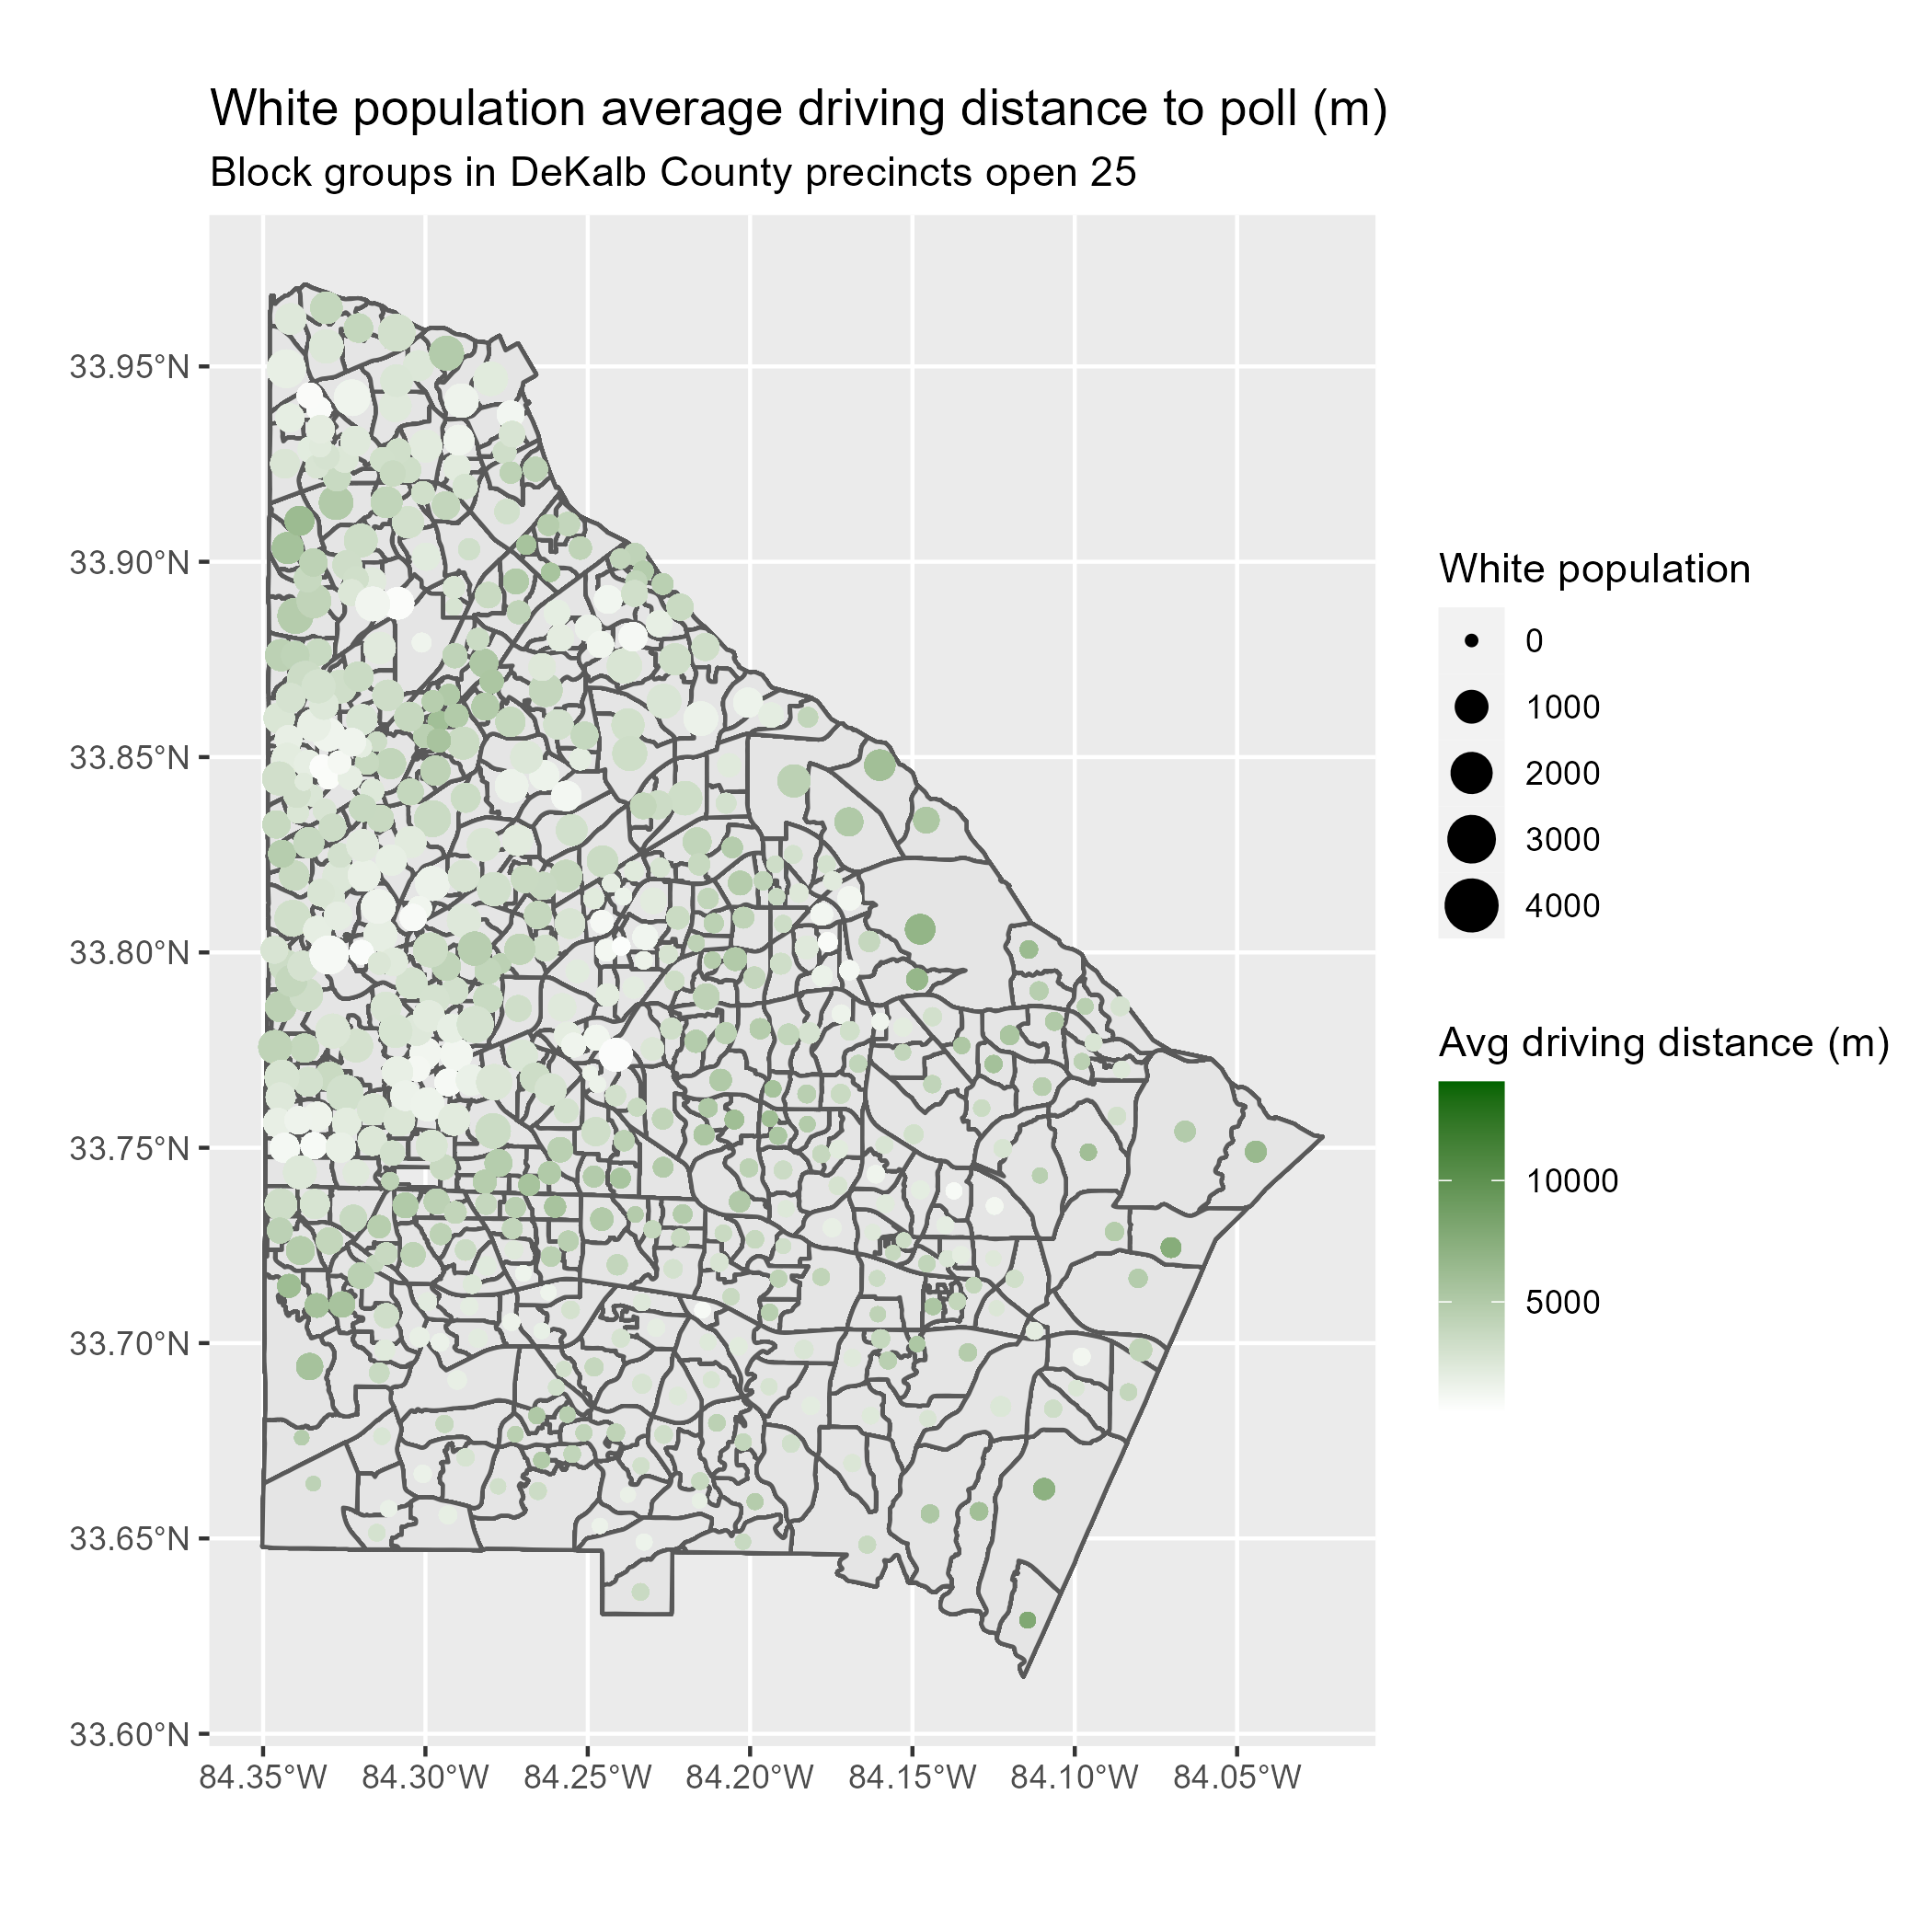 White population average driving distance to poll (m)
Block groups in DeKalb County precincts open 25
33.95°N
33.90°N
33.85°N
33.80°N
33.75°N
33.70°N
33.65°N
33.60°N
84.35°W 84.30°W 84.25°W 84.20°W 84.15°W 84.10°W 84.05°W
White population
0
1000
2000
3000
4000
Avg driving distance (m)
10000
5000